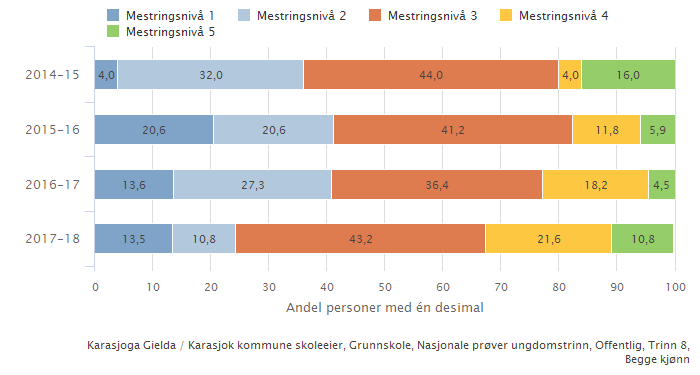 Mestringsnivå 1 Mestringsnivå 2 Mestringsnivå 3 Mestringsnivå 4
Mestringsnivå 5
2014-15 4,0 32,0 44,0 4,0 16,0
2015-16 20,6 20,6 41,2 11,8 5,9
2016-17 13,6 27,3 36,4 18,2 4,5
2017-18 13,5 10,8 43,2 21,6 10,8
0 10 20 30 40 50 60 70 80 90 100
Andel personer med én desimal
Karasjoga Gielda / Karasjok kommune skoleeier, Grunnskole, Nasjonale prøver ungdomstrinn, Offentlig, Trinn 8,
Begge kjønn